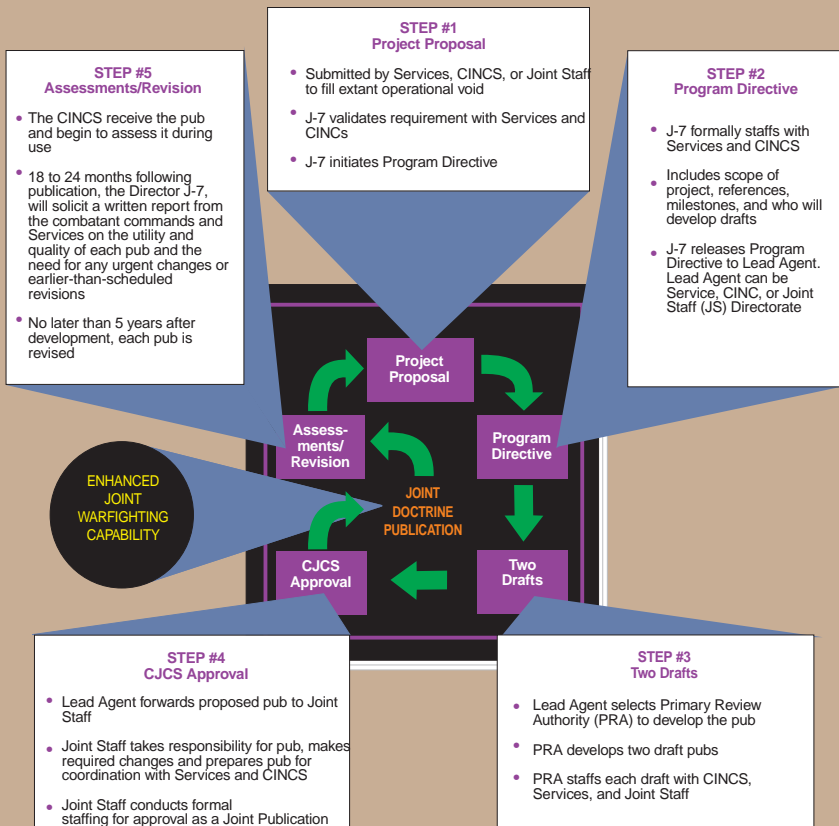 STEP #1
Project Proposal
• Submitted by Services, CINCS, or Joint Staff
to fill extant operational void
• J-7 validates requirement with Services and
CINCs
• J-7 initiates Program Directive
STEP #5
Assessments/Revision
• The CINCS receive the pub
and begin to assess it during
use
• 18 to 24 months following
publication, the Director J-7,
will solicit a written report from
the combatant commands and
Services on the utility and
quality of each pub and the
need for any urgent changes or
earlier-than-scheduled
revisions
• No later than 5 years after
development, each pub is
revised
STEP #2
Program Directive
• J-7 formally staffs with
Services and CINCS
• Includes scope of
project, references,
milestones, and who will
develop drafts
• J-7 releases Program
Directive to Lead Agent.
Lead Agent can be
Service, CINC, or Joint
Staff (JS) Directorate
Project
Proposal
Assess-
ments/
Revision
Program
Directive
ENHANCED
JOINT
WARFIGHTING
CAPABILITY
JOINT
DOCTRINE
PUBLICATION
CJCS
Approval
Two
Drafts
STEP #4
CJCS Approval
• Lead Agent forwards proposed pub to Joint
Staff
• Joint Staff takes responsibility for pub, makes
required changes and prepares pub for
coordination with Services and CINCS
• Joint Staff conducts formal
staffing for approval as a Joint Publication
STEP #3
Two Drafts
• Lead Agent selects Primary Review
Authority (PRA) to develop the pub
• PRA develops two draft pubs
• PRA staffs each draft with CINCS,
Services, and Joint Staff